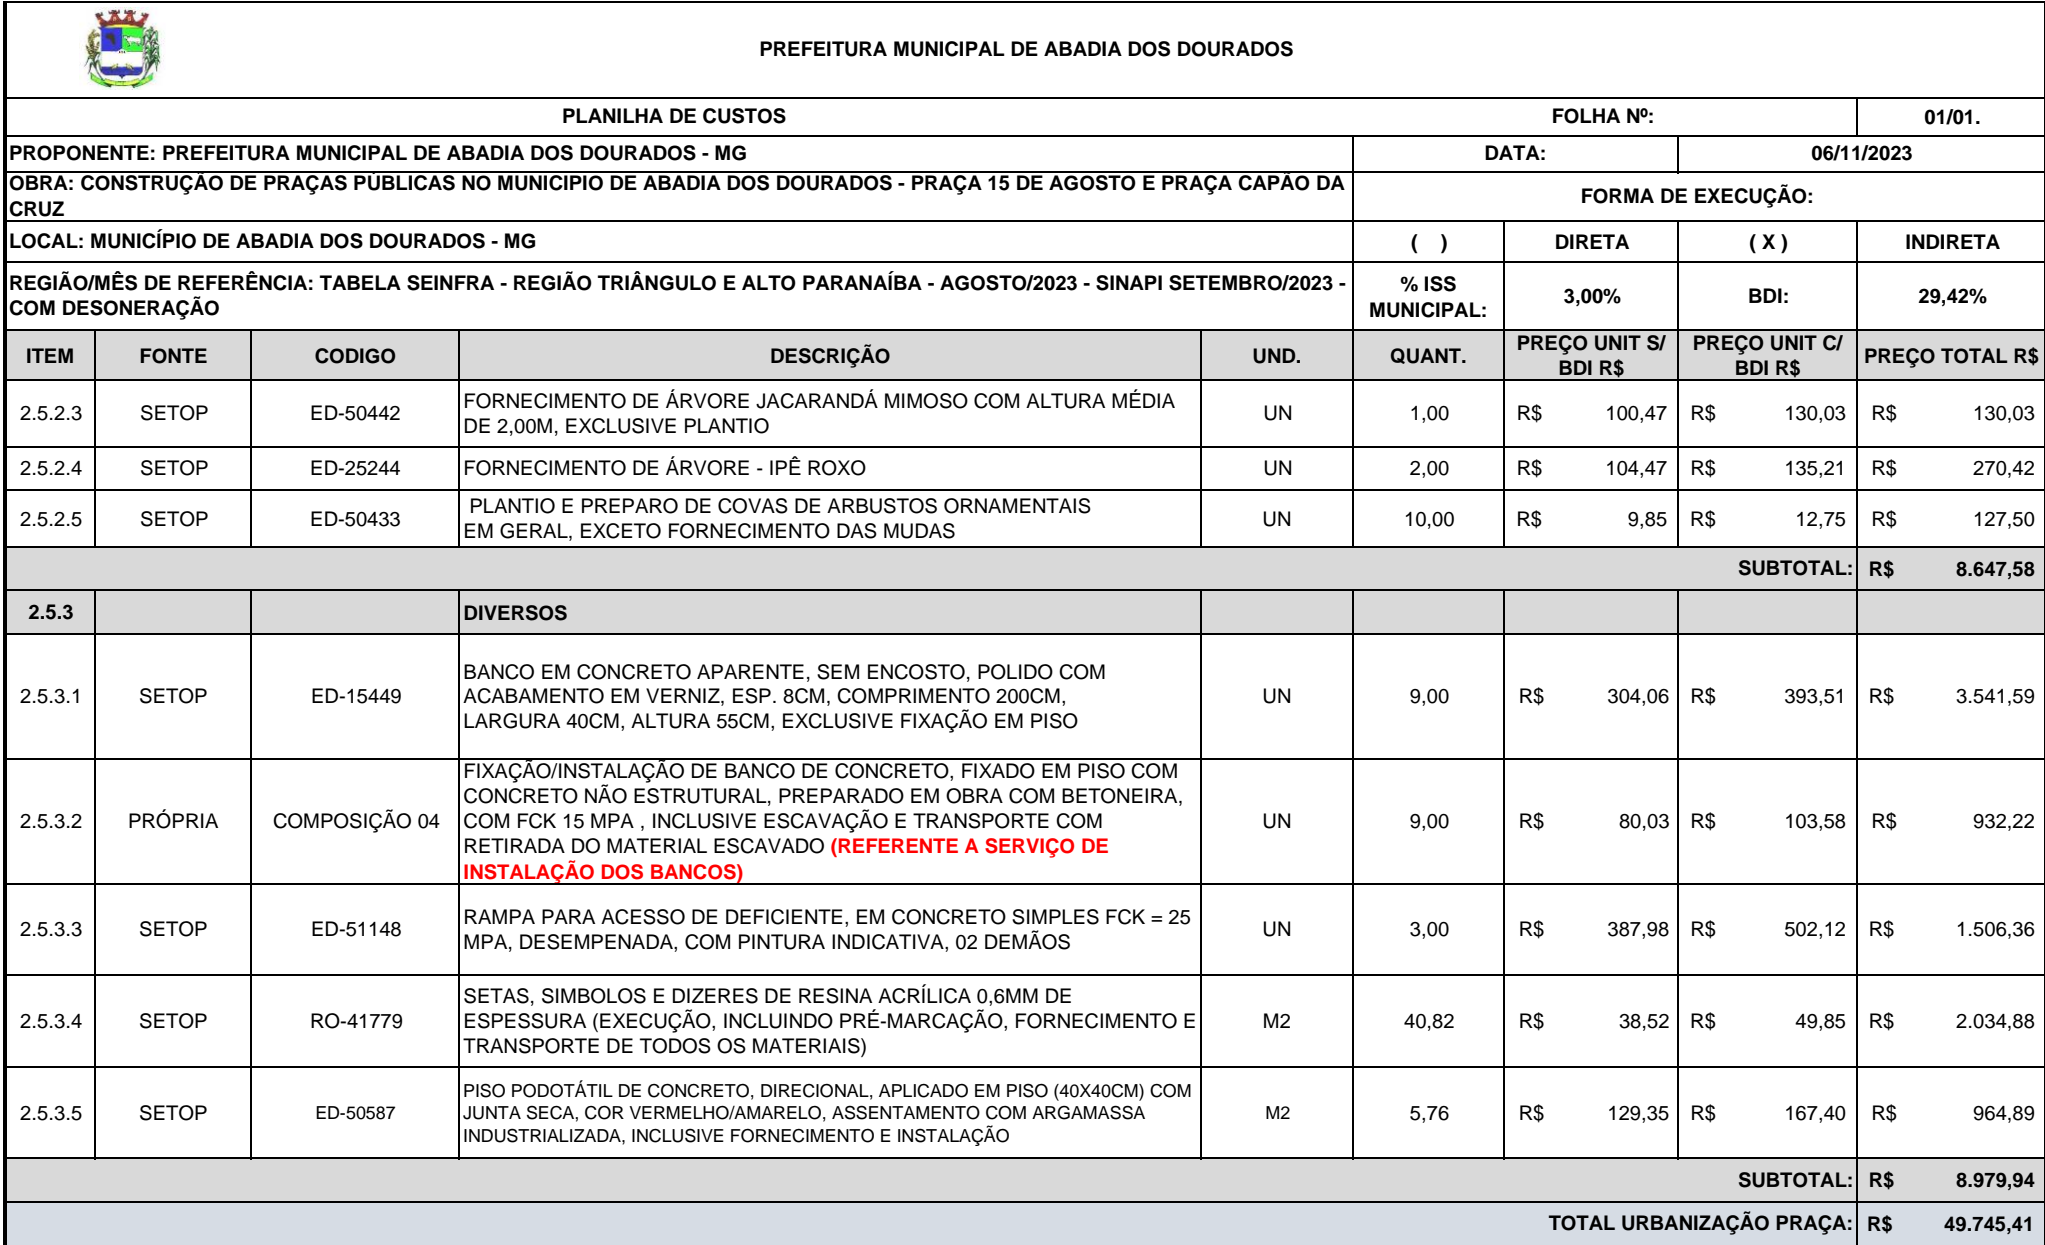 PREFEITURA MUNICIPAL DE ABADIA DOS DOURADOS
PLANILHA DE CUSTOS FOLHA Nº: 01/01.
PROPONENTE: PREFEITURA MUNICIPAL DE ABADIA DOS DOURADOS - MG DATA: 06/11/2023
OBRA: CONSTRUÇÃO DE PRAÇAS PÚBLICAS NO MUNICIPIO DE ABADIA DOS DOURADOS - PRAÇA 15 DE AGOSTO E PRAÇA CAPÃO DA
CRUZ
FORMA DE EXECUÇÃO:
LOCAL: MUNICÍPIO DE ABADIA DOS DOURADOS - MG ( ) DIRETA ( X ) INDIRETA
REGIÃO/MÊS DE REFERÊNCIA: TABELA SEINFRA - REGIÃO TRIÂNGULO E ALTO PARANAÍBA - AGOSTO/2023 - SINAPI SETEMBRO/2023 -
COM DESONERAÇÃO
% ISS
MUNICIPAL:
3,00% BDI: 29,42%
ITEM FONTE CODIGO DESCRIÇÃO UND. QUANT. PREÇO UNIT S/
BDI R$
PREÇO UNIT C/
BDI R$
PREÇO TOTAL R$
2.5.2.3 SETOP ED-50442
FORNECIMENTO DE ÁRVORE JACARANDÁ MIMOSO COM ALTURA MÉDIA
DE 2,00M, EXCLUSIVE PLANTIO
UN 1,00 R$ 100,47 R$ 130,03 R$ 130,03
2.5.2.4 SETOP ED-25244 FORNECIMENTO DE ÁRVORE - IPÊ ROXO UN 2,00 R$ 104,47 R$ 135,21 R$ 270,42
2.5.2.5 SETOP ED-50433
PLANTIO E PREPARO DE COVAS DE ARBUSTOS ORNAMENTAIS
EM GERAL, EXCETO FORNECIMENTO DAS MUDAS
UN 10,00 R$ 9,85 R$ 12,75 R$ 127,50
SUBTOTAL: R$ 8.647,58
2.5.3 DIVERSOS
2.5.3.1 SETOP ED-15449
BANCO EM CONCRETO APARENTE, SEM ENCOSTO, POLIDO COM
ACABAMENTO EM VERNIZ, ESP. 8CM, COMPRIMENTO 200CM,
LARGURA 40CM, ALTURA 55CM, EXCLUSIVE FIXAÇÃO EM PISO
UN 9,00 R$ 304,06 R$ 393,51 R$ 3.541,59
2.5.3.2 PRÓPRIA COMPOSIÇÃO 04
FIXAÇÃO/INSTALAÇÃO DE BANCO DE CONCRETO, FIXADO EM PISO COM
CONCRETO NÃO ESTRUTURAL, PREPARADO EM OBRA COM BETONEIRA,
COM FCK 15 MPA , INCLUSIVE ESCAVAÇÃO E TRANSPORTE COM
RETIRADA DO MATERIAL ESCAVADO (REFERENTE A SERVIÇO DE
INSTALAÇÃO DOS BANCOS)
UN 9,00 R$ 80,03 R$ 103,58 R$ 932,22
2.5.3.3 SETOP ED-51148
RAMPA PARA ACESSO DE DEFICIENTE, EM CONCRETO SIMPLES FCK = 25
MPA, DESEMPENADA, COM PINTURA INDICATIVA, 02 DEMÃOS
UN 3,00 R$ 387,98 R$ 502,12 R$ 1.506,36
2.5.3.4 SETOP RO-41779
SETAS, SIMBOLOS E DIZERES DE RESINA ACRÍLICA 0,6MM DE
ESPESSURA (EXECUÇÃO, INCLUINDO PRÉ-MARCAÇÃO, FORNECIMENTO E
TRANSPORTE DE TODOS OS MATERIAIS)
M2 40,82 R$ 38,52 R$ 49,85 R$ 2.034,88
2.5.3.5 SETOP ED-50587
PISO PODOTÁTIL DE CONCRETO, DIRECIONAL, APLICADO EM PISO (40X40CM) COM
JUNTA SECA, COR VERMELHO/AMARELO, ASSENTAMENTO COM ARGAMASSA
INDUSTRIALIZADA, INCLUSIVE FORNECIMENTO E INSTALAÇÃO
M2 5,76 R$ 129,35 R$ 167,40 R$ 964,89
SUBTOTAL: R$ 8.979,94
TOTAL URBANIZAÇÃO PRAÇA: R$ 49.745,41